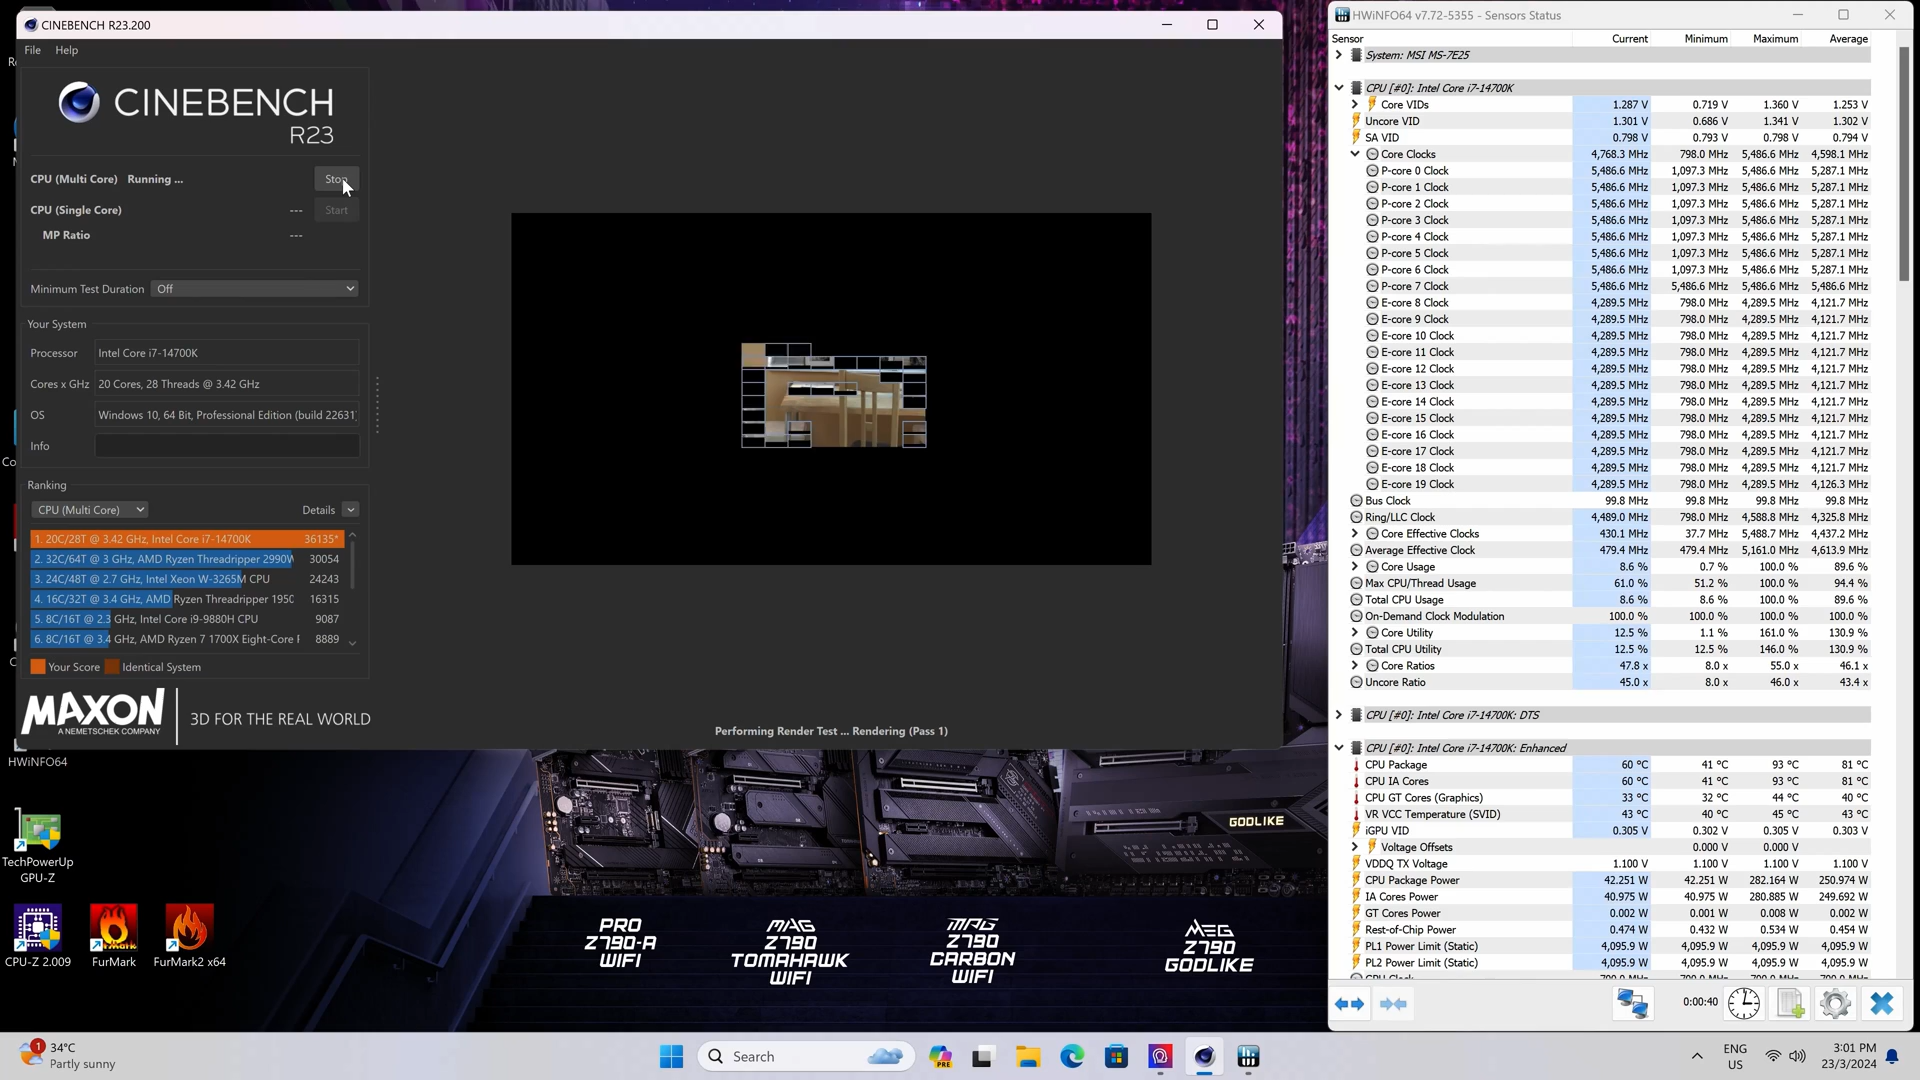 CINEBENCH R23.200
File Help
CINEBENCH
R23
CPU (Multi Core) Running ... Stop
CPU (Single Core) --- Start
MP Ratio ---
Minimum Test Duration Off
Your System
Processor Intel Core i7-14700K
Cores x GHz 20 Cores, 28 Threads @ 3.42 GHz
OS Windows 10, 64 Bit, Professional Edition (build 22631
Info
Ranking
CPU (Multi Core) Details
1. 20C/28T @ 3.42 GHz, Intel Core i7-14700K 36135*
2. 32C/64T @ 3 GHz, AMD Ryzen Threadripper 2990W 30054
3. 24C/48T @ 2.7 GHz, Intel Xeon W-3265M CPU 24243
4. 16C/32T @ 3.4 GHz, AMD Ryzen Threadripper 1950 16315
5. 8C/16T @ 2.3 GHz, Intel Core i9-9880H CPU 9087
6. 8C/16T @ 3.4 GHz, AMD Ryzen 7 1700X Eight-Core 8889
Your Score Identical System
MAXON
A NEMETSCHEK COMPANY
3D FOR THE REAL WORLD
Performing Render Test ... Rendering (Pass 1)
HWiNFO64
TechPowerUp
GPU-Z
CPU-Z 2.009
FurMark
FurMark2 x64
GODLIKE
PRO
Z790-A
WIFI
MAG
Z790
TOMAHAWK
WIFI
MPG
Z790
CARBON
WIFI
MEG
Z790
GODLIKE
HWiNFO64 v7.72-5355 - Sensors Status
Sensor Current Minimum Maximum Average
System: MSI MS-7E25
CPU [#0]: Intel Core i7-14700K
Core VIDs 1.287 V 0.719 V 1.360 V 1.253 V
Uncore VID 1.301 V 0.686 V 1.341 V 1.302 V
SA VID 0.798 V 0.793 V 0.798 V 0.794 V
Core Clocks 4,768.3 MHz 798.0 MHz 5,486.6 MHz 4,598.1 MHz
P-core 0 Clock 5,486.6 MHz 1,097.3 MHz 5,486.6 MHz 5,287.1 MHz
P-core 1 Clock 5,486.6 MHz 1,097.3 MHz 5,486.6 MHz 5,287.1 MHz
P-core 2 Clock 5,486.6 MHz 1,097.3 MHz 5,486.6 MHz 5,287.1 MHz
P-core 3 Clock 5,486.6 MHz 1,097.3 MHz 5,486.6 MHz 5,287.1 MHz
P-core 4 Clock 5,486.6 MHz 1,097.3 MHz 5,486.6 MHz 5,287.1 MHz
P-core 5 Clock 5,486.6 MHz 1,097.3 MHz 5,486.6 MHz 5,287.1 MHz
P-core 6 Clock 5,486.6 MHz 1,097.3 MHz 5,486.6 MHz 5,287.1 MHz
P-core 7 Clock 5,486.6 MHz 1,097.3 MHz 5,486.6 MHz 5,486.6 MHz
E-core 8 Clock 4,289.5 MHz 798.0 MHz 4,289.5 MHz 4,121.7 MHz
E-core 9 Clock 4,289.5 MHz 798.0 MHz 4,289.5 MHz 4,121.7 MHz
E-core 10 Clock 4,289.5 MHz 798.0 MHz 4,289.5 MHz 4,121.7 MHz
E-core 11 Clock 4,289.5 MHz 798.0 MHz 4,289.5 MHz 4,121.7 MHz
E-core 12 Clock 4,289.5 MHz 798.0 MHz 4,289.5 MHz 4,121.7 MHz
E-core 13 Clock 4,289.5 MHz 798.0 MHz 4,289.5 MHz 4,121.7 MHz
E-core 14 Clock 4,289.5 MHz 798.0 MHz 4,289.5 MHz 4,121.7 MHz
E-core 15 Clock 4,289.5 MHz 798.0 MHz 4,289.5 MHz 4,121.7 MHz
E-core 16 Clock 4,289.5 MHz 798.0 MHz 4,289.5 MHz 4,121.7 MHz
E-core 17 Clock 4,289.5 MHz 798.0 MHz 4,289.5 MHz 4,121.7 MHz
E-core 18 Clock 4,289.5 MHz 798.0 MHz 4,289.5 MHz 4,121.7 MHz
E-core 19 Clock 4,289.5 MHz 798.0 MHz 4,289.5 MHz 4,126.3 MHz
Bus Clock 99.8 MHz 99.8 MHz 99.8 MHz 99.8 MHz
Ring/LLC Clock 4,489.0 MHz 798.0 MHz 4,588.8 MHz 4,325.8 MHz
Core Effective Clocks 430.1 MHz 37.7 MHz 5,488.7 MHz 4,437.2 MHz
Average Effective Clock 479.4 MHz 479.4 MHz 5,161.0 MHz 4,613.9 MHz
Core Usage 8.6 % 0.7 % 100.0 % 89.6 %
Max CPU/Thread Usage 61.0 % 51.2 % 100.0 % 94.4 %
Total CPU Usage 8.6 % 8.6 % 100.0 % 89.6 %
On-Demand Clock Modulation 100.0 % 100.0 % 100.0 % 100.0 %
Core Utility 12.5 % 1.1 % 161.0 % 130.9 %
Total CPU Utility 12.5 % 12.5 % 146.0 % 130.9 %
Core Ratios 47.8 x 8.0 x 55.0 x 46.1 x
Uncore Ratio 45.0 x 8.0 x 46.0 x 43.4 x
CPU [#0]: Intel Core i7-14700K: DTS
CPU [#0]: Intel Core i7-14700K: Enhanced
CPU Package 60 °C 41 °C 93 °C 81 °C
CPU IA Cores 60 °C 41 °C 93 °C 81 °C
CPU GT Cores (Graphics) 33 °C 32 °C 44 °C 40 °C
VR VCC Temperature (SVID) 43 °C 40 °C 45 °C 43 °C
iGPU VID 0.305 V 0.302 V 0.305 V 0.303 V
Voltage Offsets 0.000 V 0.000 V
VDDQ TX Voltage 1.100 V 1.100 V 1.100 V 1.100 V
CPU Package Power 42.251 W 42.251 W 282.164 W 250.974 W
IA Cores Power 40.975 W 40.975 W 280.885 W 249.692 W
GT Cores Power 0.002 W 0.001 W 0.008 W 0.002 W
Rest-of-Chip Power 0.474 W 0.432 W 0.534 W 0.454 W
PL1 Power Limit (Static) 4,095.9 W 4,095.9 W 4,095.9 W 4,095.9 W
PL2 Power Limit (Static) 4,095.9 W 4,095.9 W 4,095.9 W 4,095.9 W
0:00:40
1
34°C
Partly sunny
Search
PRE
ENG
US
3:01 PM
23/3/2024